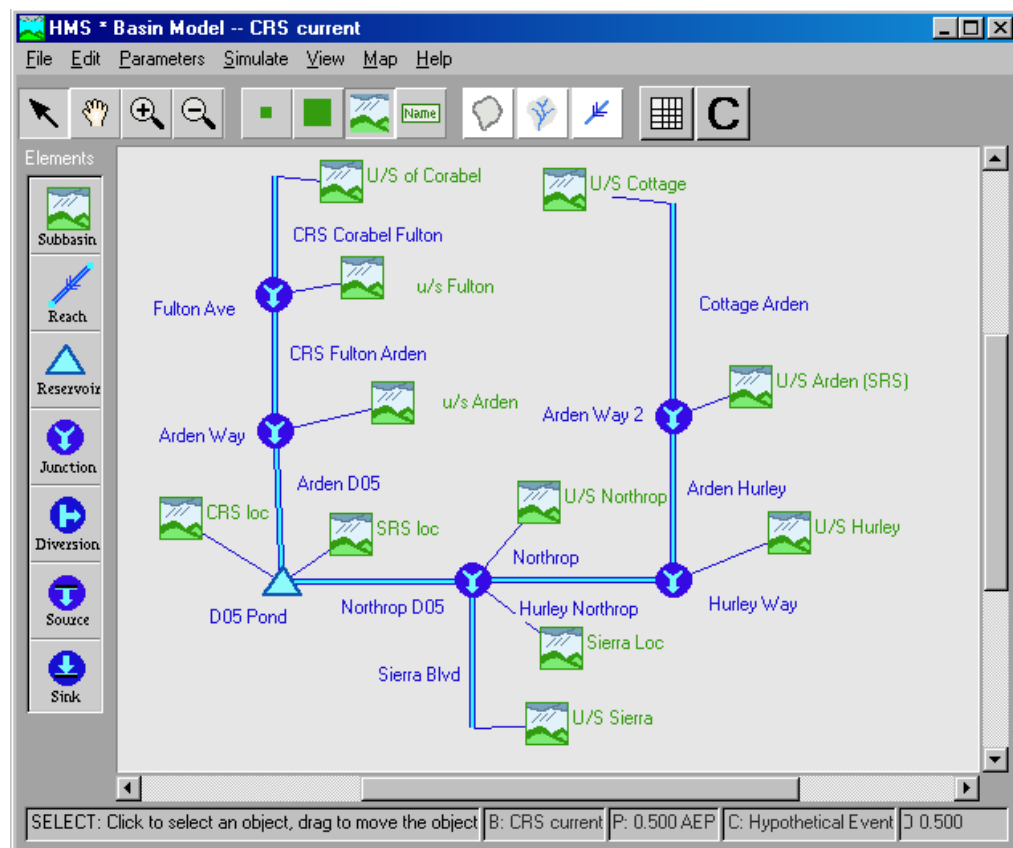 HMS * Basin Model -- CRS current
File Edit Parameters Simulate View Map Help
Name
C
Elements
Subbasin
Reach
Reservoir
Junction
Diversion
Source
Sink
U/S of Corabel
U/S Cottage
CRS Corabel Fulton
u/s Fulton
Fulton Ave
Cottage Arden
CRS Fulton Arden
U/S Arden (SRS)
u/s Arden
Arden Way 2
Arden Way
Arden D05
Arden Hurley
U/S Northrop
CRS loc
SRS loc
U/S Hurley
Northrop
D05 Pond
Northrop D05
Hurley Northrop
Hurley Way
Sierra Loc
Sierra Blvd
U/S Sierra
SELECT: Click to select an object, drag to move the object B: CRS current P: 0.500 AEP C: Hypothetical Event 0.500